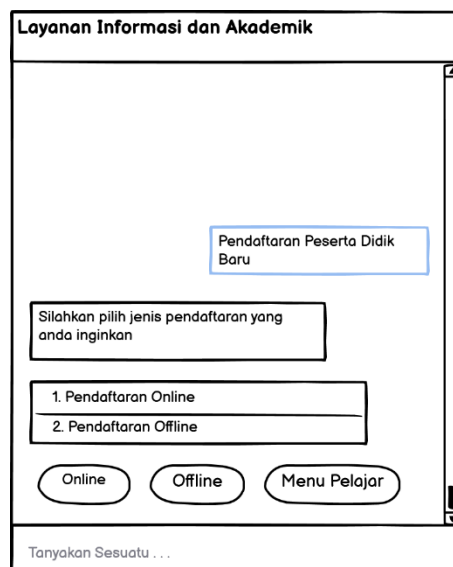 Layanan Informasi dan Akademik
Pendaftaran Peserta Didik
Baru
Silahkan pilih jenis pendaftaran yang
anda inginkan
1. Pendaftaran Online
2. Pendaftaran Offline
Online
Offline
Menu Pelajar
Tanyakan Sesuatu . . .